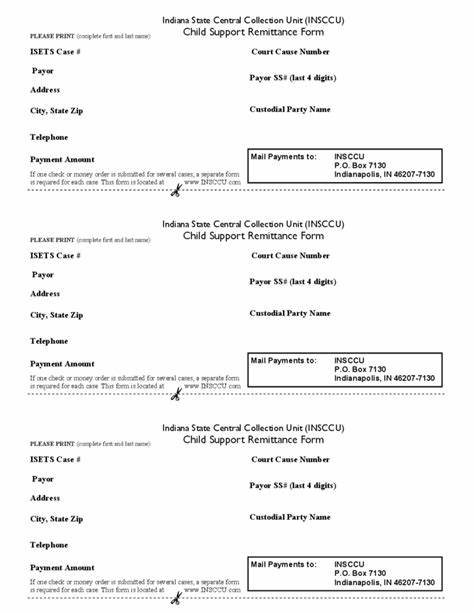 Indiana State Central Collection Unit (INSCCU)
PLEASE PRINT (complete first and last name) Child Support Remittance Form
ISETS Case # Court Cause Number
Payor
Payor SS# (last 4 digits)
Address
City, State Zip Custodial Party Name
Telephone
Payment Amount Mail Payments to: INSCCU
P.O. Box 7130
If one check or money order is submitted for several cases, a separate form
Indianapolis, IN 46207-7130
is required for each case. This form is located at www.INSCCU.com
Indiana State Central Collection Unit (INSCCU)
PLEASE PRINT (complete first and last name) Child Support Remittance Form
ISETS Case # Court Cause Number
Payor
Payor SS# (last 4 digits)
Address
City, State Zip Custodial Party Name
Telephone
Payment Amount Mail Payments to: INSCCU
P.O. Box 7130
If one check or money order is submitted for several cases, a separate form
Indianapolis, IN 46207-7130
is required for each case. This form is located at www.INSCCU.com
Indiana State Central Collection Unit (INSCCU)
PLEASE PRINT (complete first and last name) Child Support Remittance Form
ISETS Case # Court Cause Number
Payor
Payor SS# (last 4 digits)
Address
City, State Zip Custodial Party Name
Telephone
Payment Amount Mail Payments to: INSCCU
P.O. Box 7130
If one check or money order is submitted for several cases, a separate form
Indianapolis, IN 46207-7130
is required for each case. This form is located at www.INSCCU.com